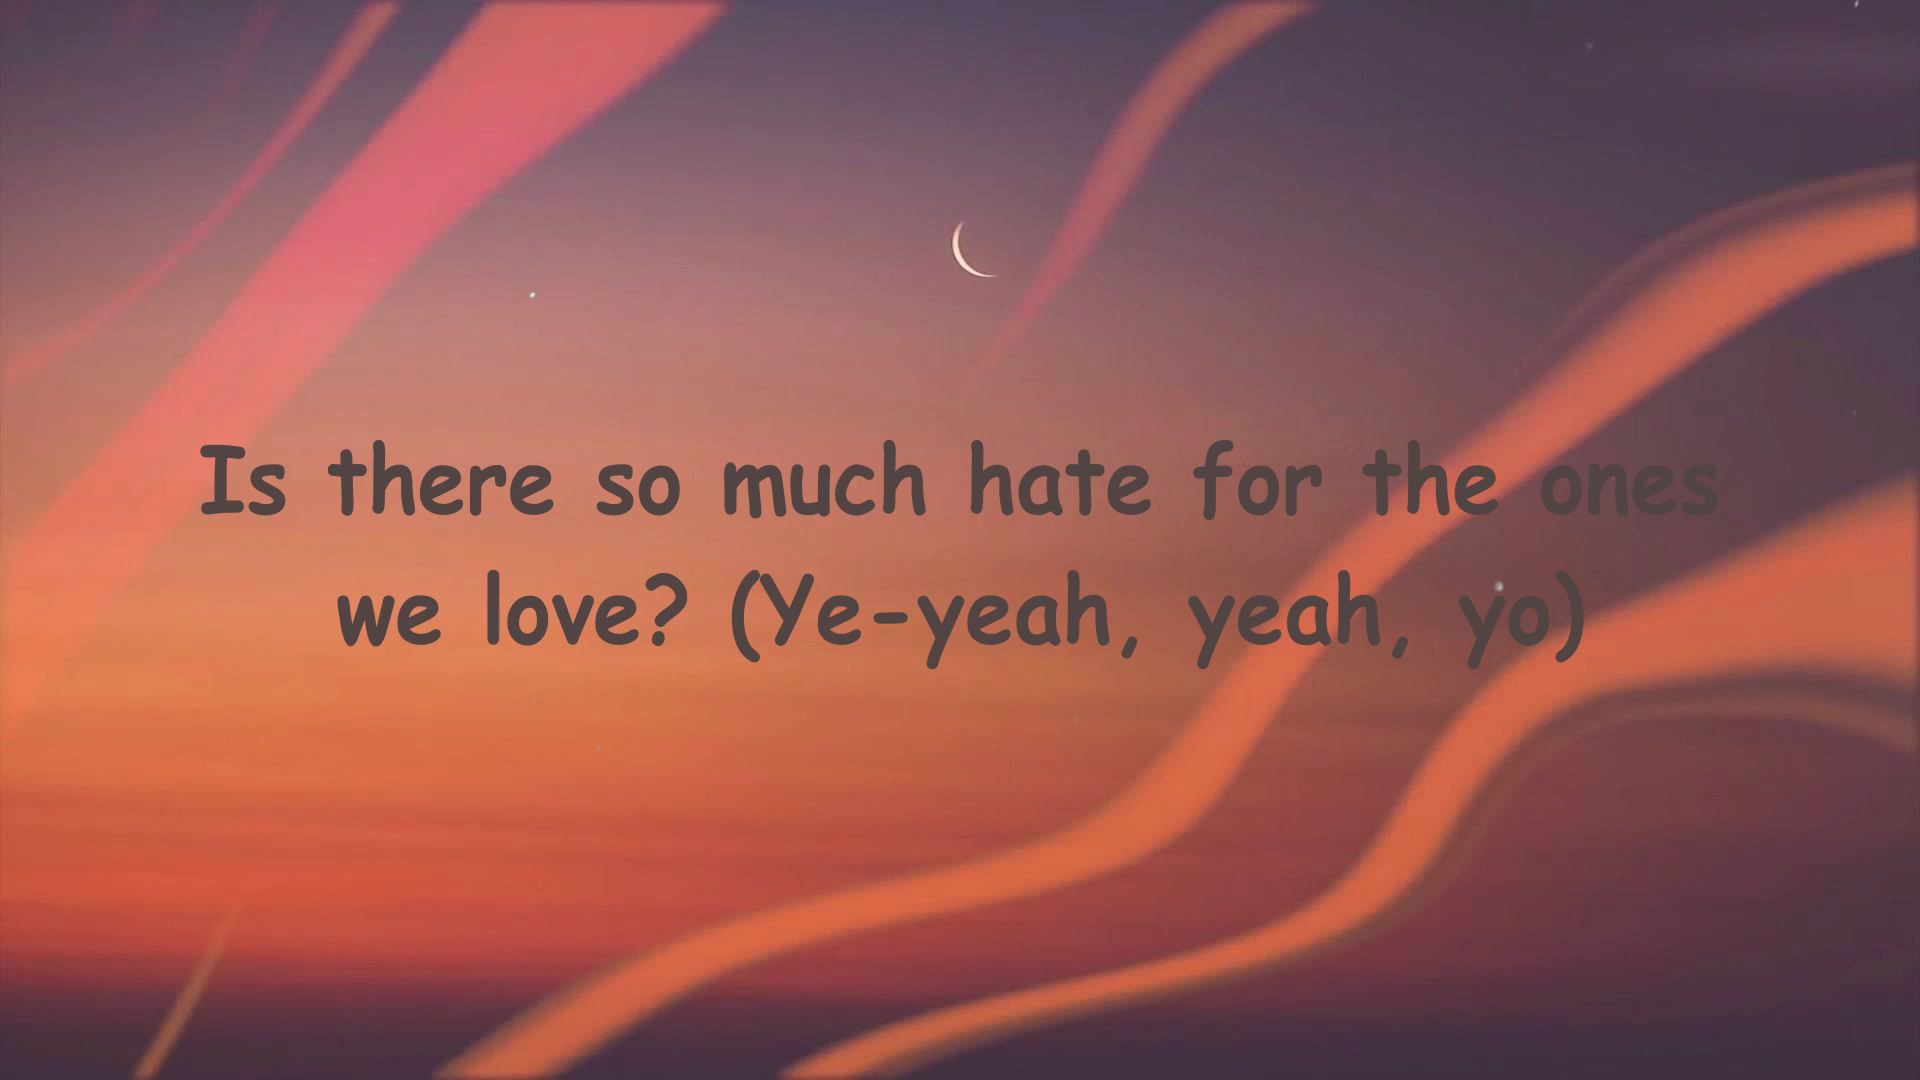 Is there so much hate for the ones
we love? (Ye-yeah, yeah, yo)